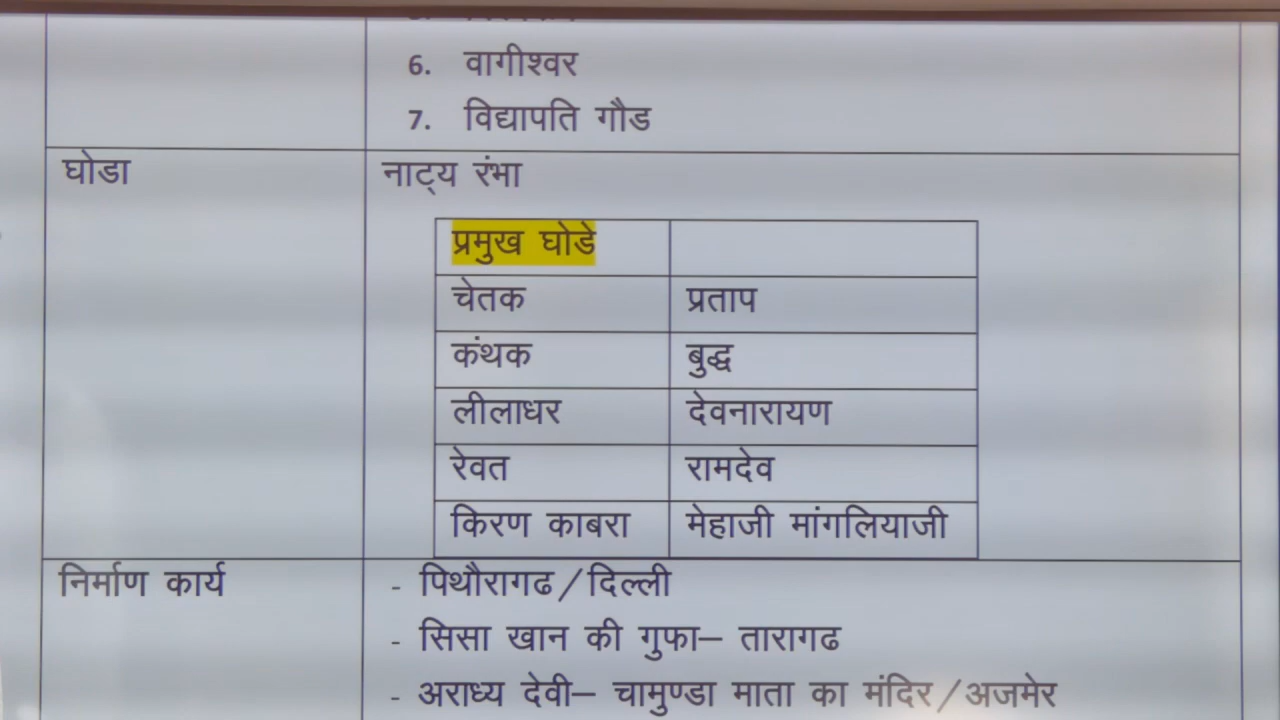 6. वागीश्वर
7. विद्यापति गौड
घोडा नाट्य रंभा
प्रमुख घोडे
चेतक प्रताप
कंथक बुद्ध
लीलाधर देवनारायण
रेवत रामदेव
किरण काबरा मेहाजी मांगलियाजी
निर्माण कार्य - पिथौरागढ/दिल्ली
- सिसा खान की गुफा– तारागढ
- अराध्य देवी– चामुण्डा माता का मंदिर/अजमेर